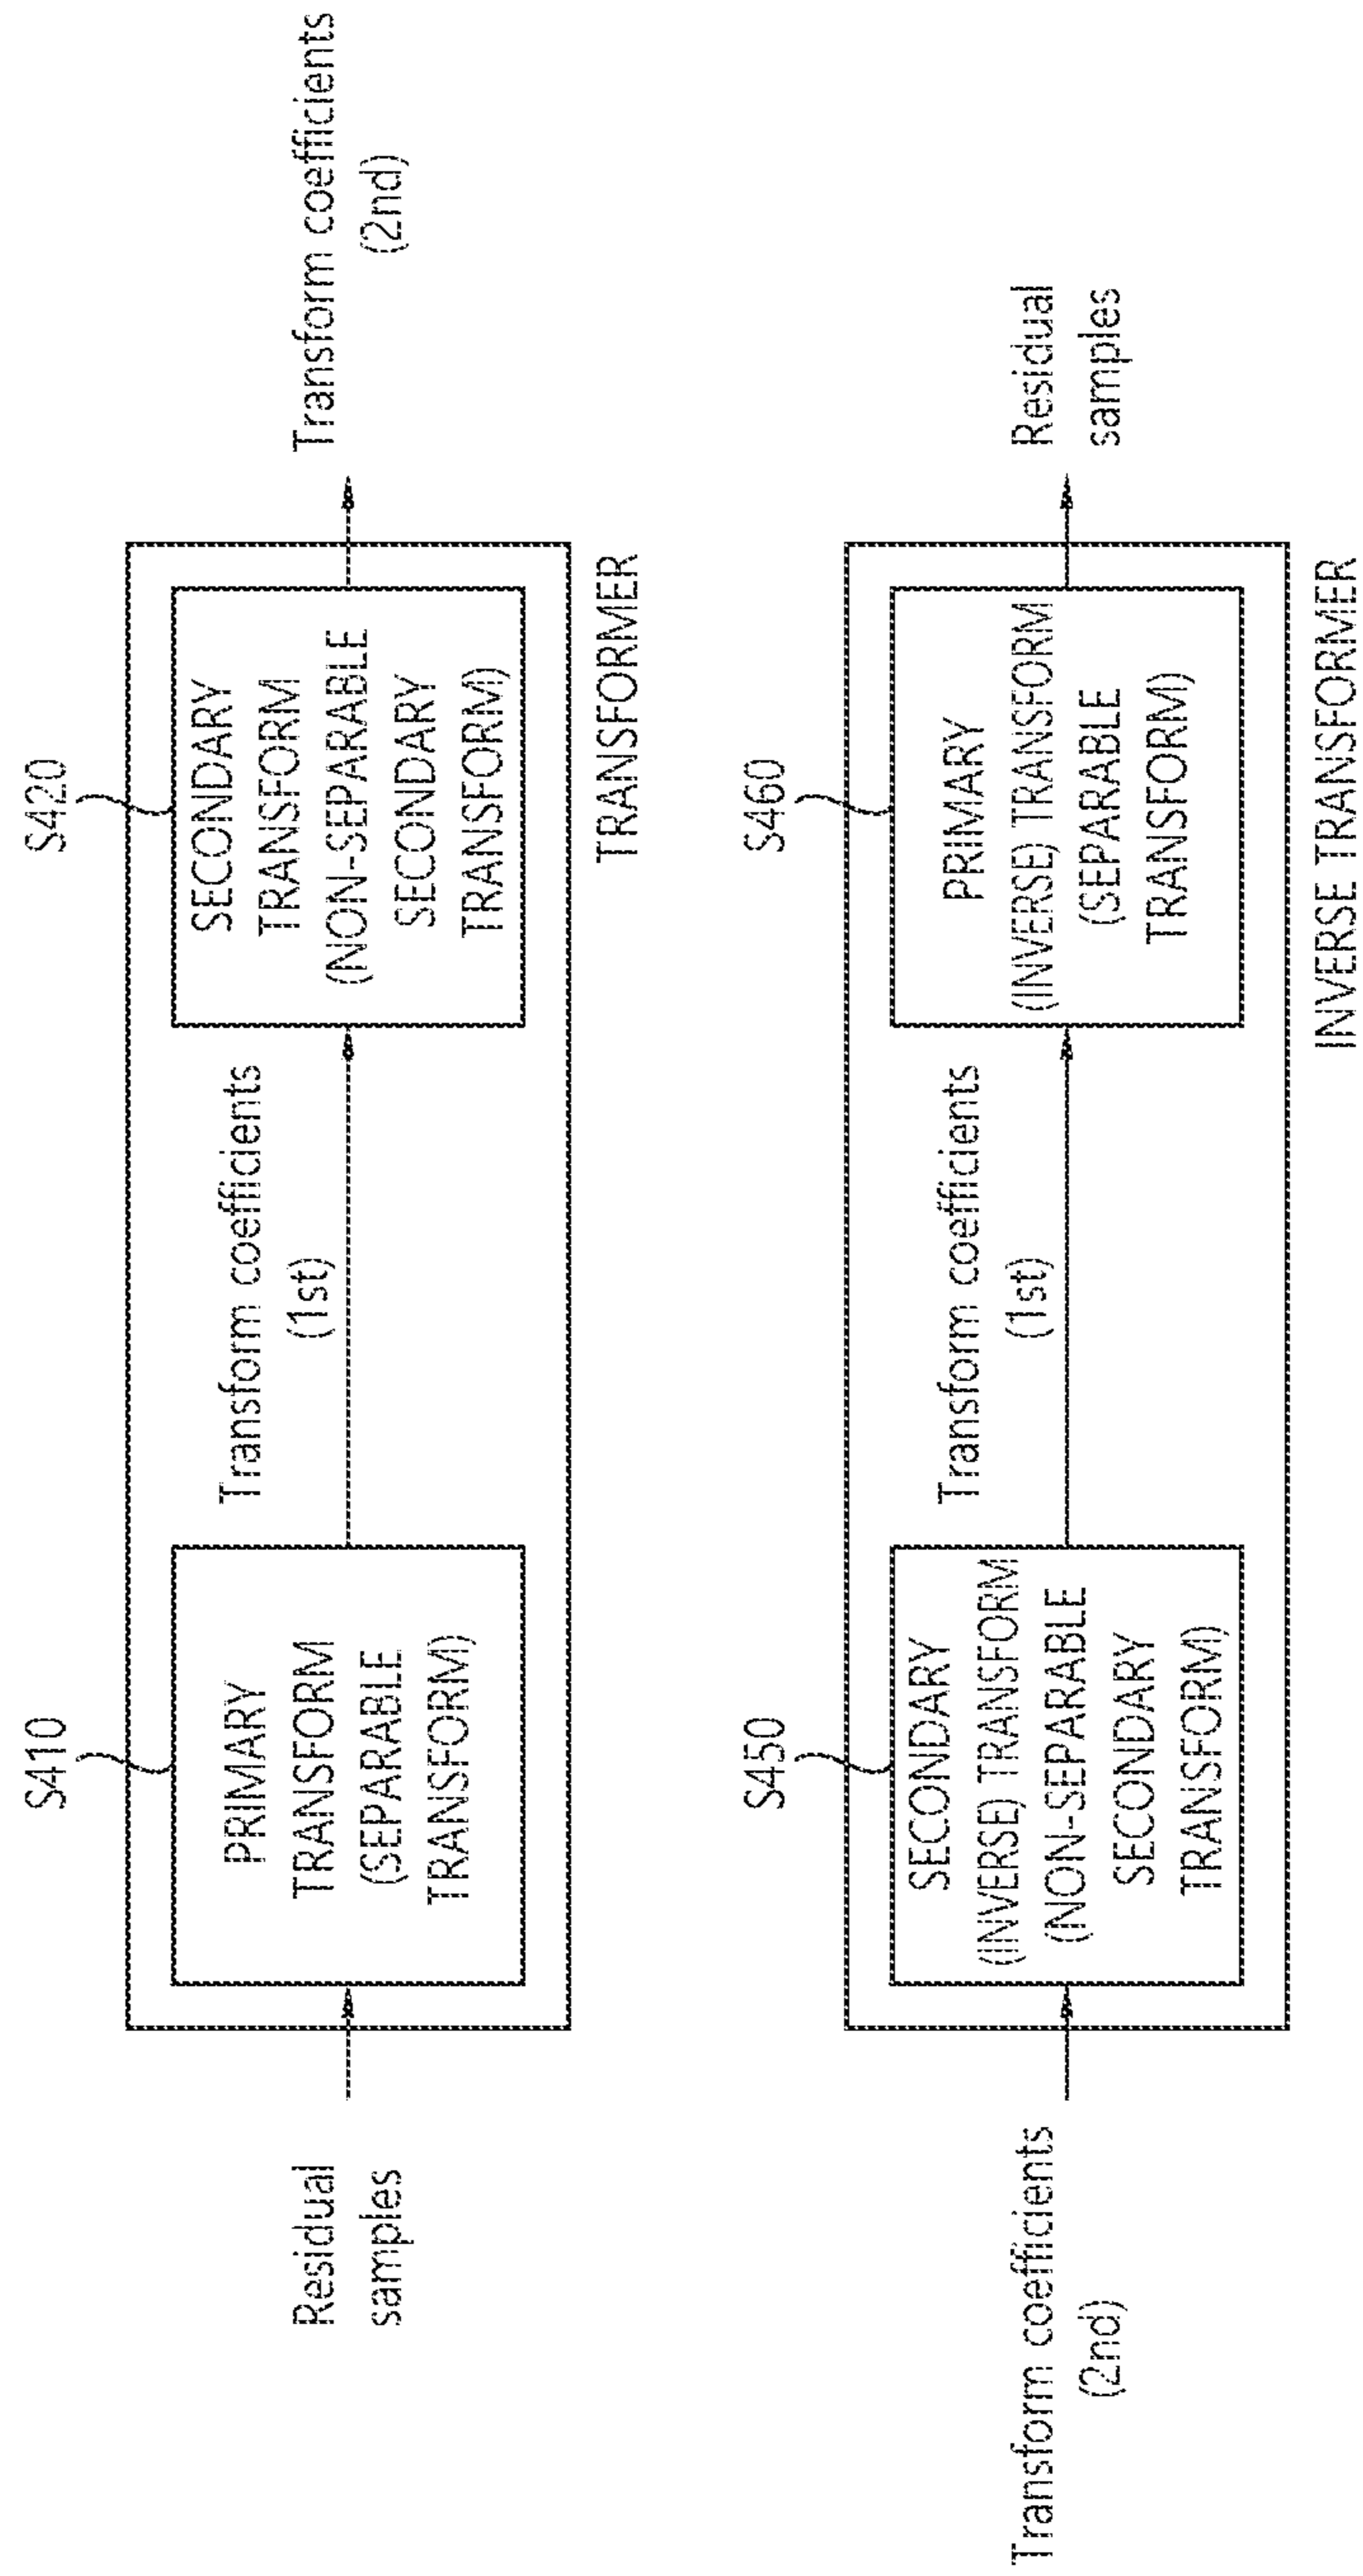 S410
S420
Residual
samples
PRIMARY
TRANSFORM
(SEPARABLE
TRANSFORM)
Transform coefficients
(1st)
SECONDARY
TRANSFORM
(NON-SEPARABLE
SECONDARY
TRANSFORM)
Transform coefficients
(2nd)
TRANSFORMER
S450
S460
Transform coefficients
(2nd)
SECONDARY
(INVERSE) TRANSFORM
(NON-SEPARABLE
SECONDARY
TRANSFORM)
Transform coefficients
(1st)
PRIMARY
(INVERSE) TRANSFORM
(SEPARABLE
TRANSFORM)
Residual
samples
INVERSE TRANSFORMER